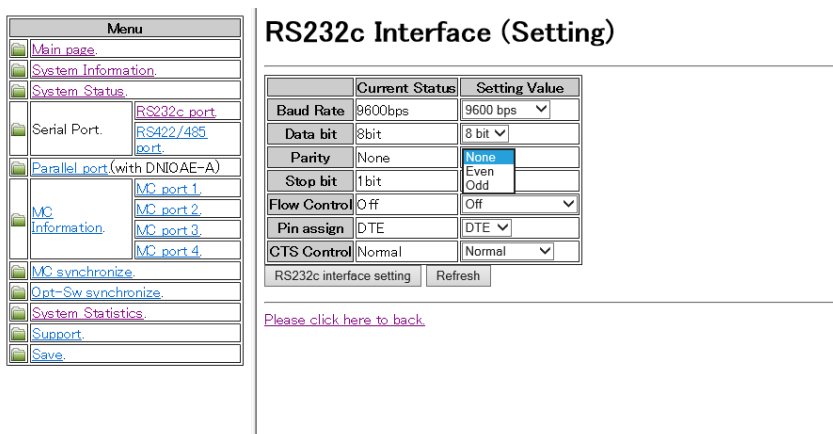 Menu
Main page.
System Information.
System Status.
Serial Port.
RS232c port.
RS422/485
port.
Parallel port.(with DNIOAE-A)
MC
Information.
MC port 1.
MC port 2.
MC port 3.
MC port 4.
MC synchronize.
Opt-Sw synchronize.
System Statistics.
Support.
Save.
RS232c Interface (Setting)
Current Status Setting Value
Baud Rate 9600bps 9600 bps
Data bit 8bit 8 bit
Parity None None
Even
Odd
Stop bit 1bit
Flow Control Off Off
Pin assign DTE DTE
CTS Control Normal Normal
RS232c interface setting Refresh
Please click here to back.